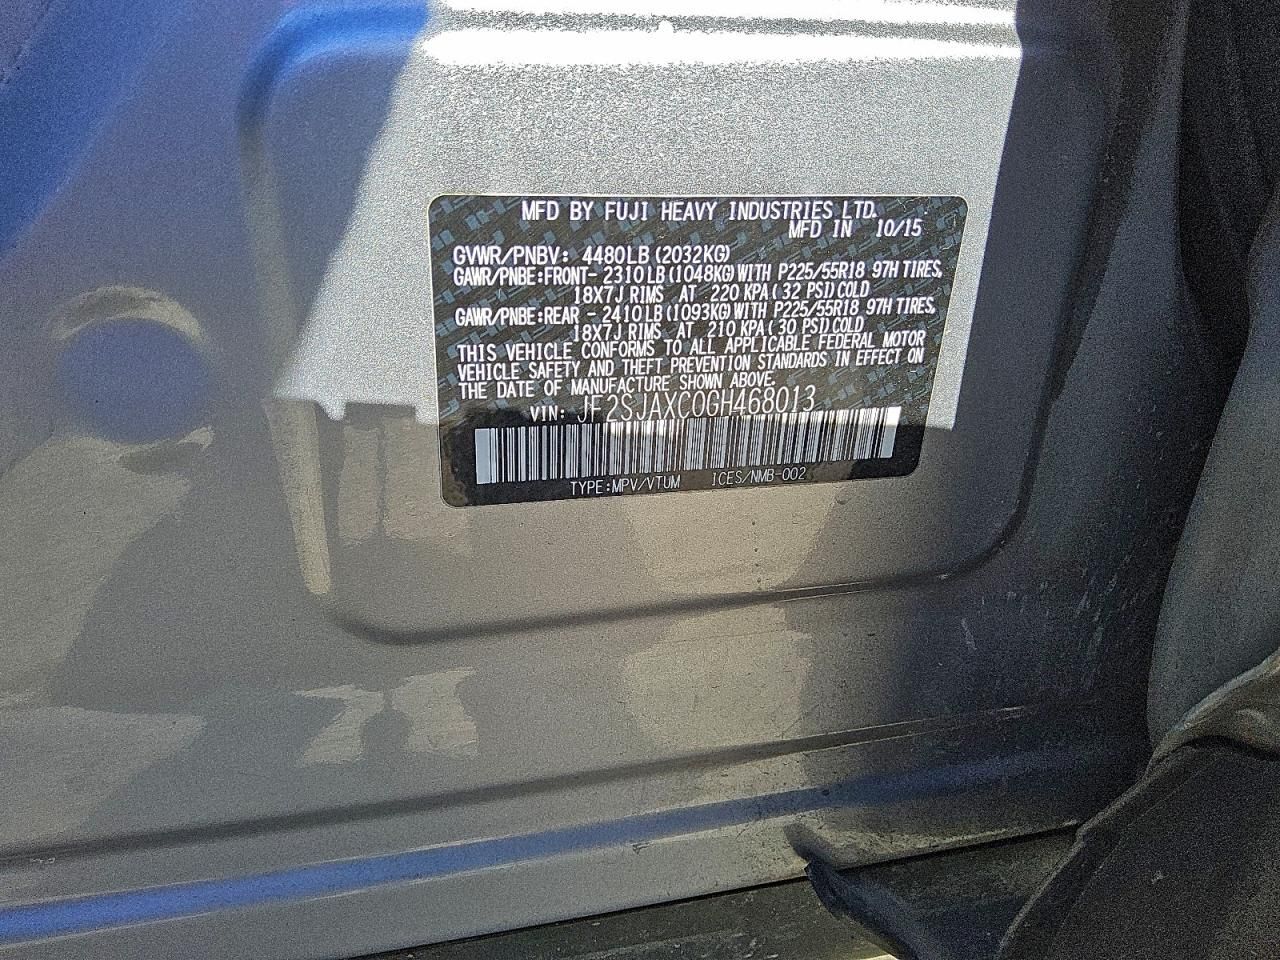 MFD BY FUJI HEAVY INDUSTRIES LTD.
MFD IN 10/15
GVWR/PNBV: 4480LB (2032KG)
GAWR/PNBE:FRONT- 2310LB (1048KG) WITH P225/55R18 97H TIRES,
18X7J RIMS AT 220 KPA (32 PSI) COLD
GAWR/PNBE:REAR - 2410LB (1093KG) WITH P225/55R18 97H TIRES,
18X7J RIMS AT 210 KPA (30 PSI) COLD
THIS VEHICLE CONFORMS TO ALL APPLICABLE FEDERAL MOTOR
VEHICLE SAFETY AND THEFT PREVENTION STANDARDS IN EFFECT ON
THE DATE OF MANUFACTURE SHOWN ABOVE.
VIN: JF2SJAXC0GH468013
TYPE:MPV/VTUM ICES/NMB-002